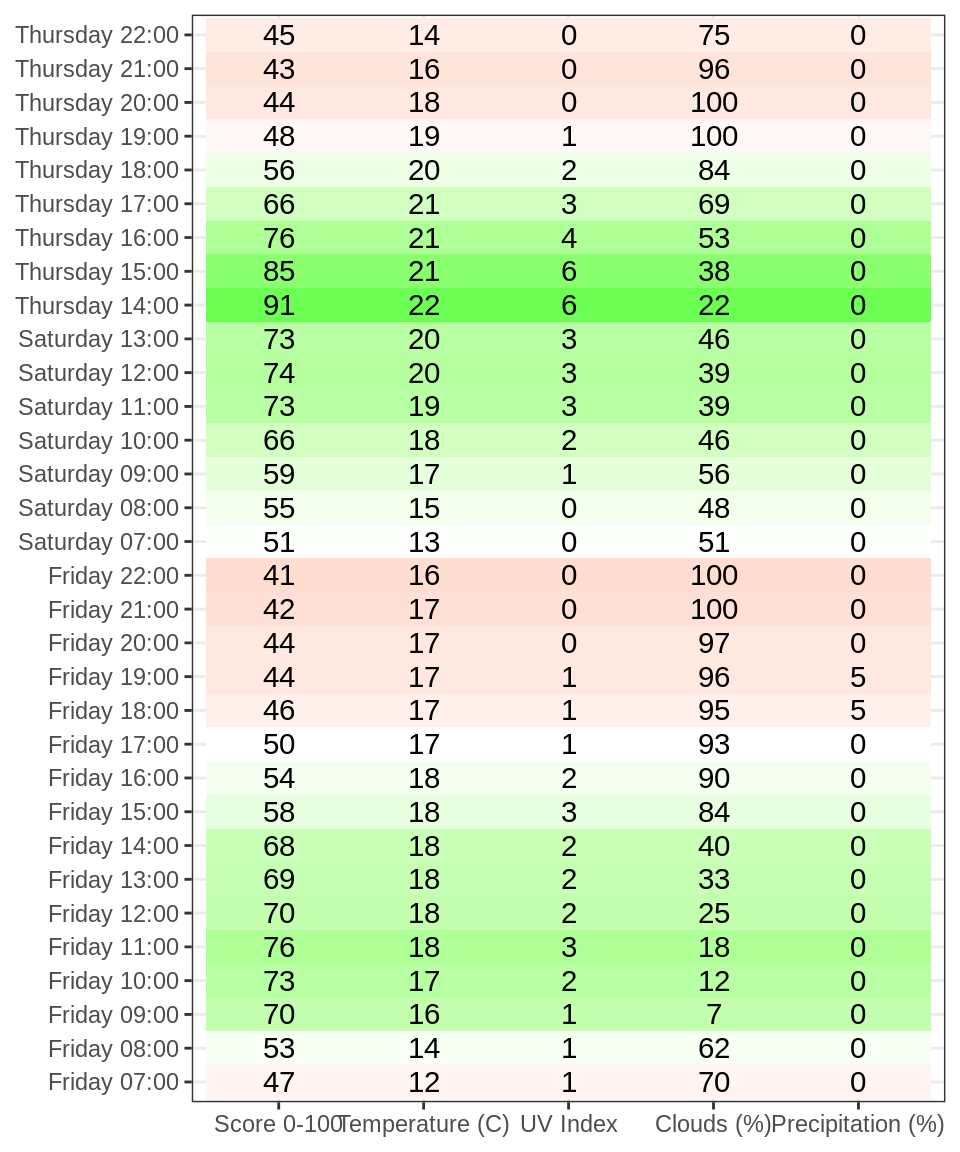 Thursday 22:00 45 14 0 75 0
Thursday 21:00 43 16 0 96 0
Thursday 20:00 44 18 0 100 0
Thursday 19:00 48 19 1 100 0
Thursday 18:00 56 20 2 84 0
Thursday 17:00 66 21 3 69 0
Thursday 16:00 76 21 4 53 0
Thursday 15:00 85 21 6 38 0
Thursday 14:00 91 22 6 22 0
Saturday 13:00 73 20 3 46 0
Saturday 12:00 74 20 3 39 0
Saturday 11:00 73 19 3 39 0
Saturday 10:00 66 18 2 46 0
Saturday 09:00 59 17 1 56 0
Saturday 08:00 55 15 0 48 0
Saturday 07:00 51 13 0 51 0
Friday 22:00 41 16 0 100 0
Friday 21:00 42 17 0 100 0
Friday 20:00 44 17 0 97 0
Friday 19:00 44 17 1 96 5
Friday 18:00 46 17 1 95 5
Friday 17:00 50 17 1 93 0
Friday 16:00 54 18 2 90 0
Friday 15:00 58 18 3 84 0
Friday 14:00 68 18 2 40 0
Friday 13:00 69 18 2 33 0
Friday 12:00 70 18 2 25 0
Friday 11:00 76 18 3 18 0
Friday 10:00 73 17 2 12 0
Friday 09:00 70 16 1 7 0
Friday 08:00 53 14 1 62 0
Friday 07:00 47 12 1 70 0
Score 0-100 Temperature (C) UV Index Clouds (%) Precipitation (%)